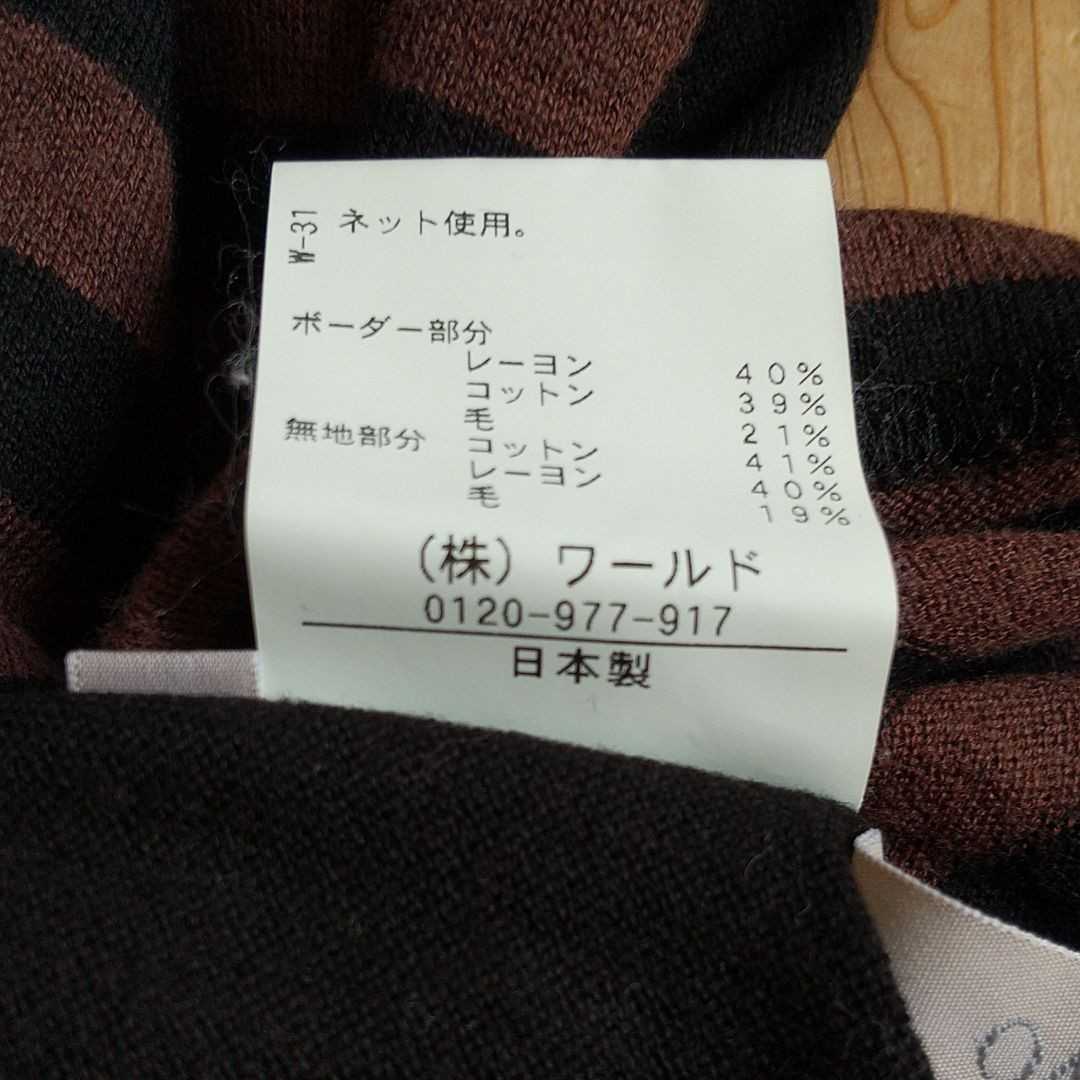 W-31
ネット使用。
ボーダー部分
レーヨン 40%
コットン 39%
毛 21%
無地部分 コットン 41%
レーヨン 40%
毛 19%
(株) ワールド
0120-977-917
日本製